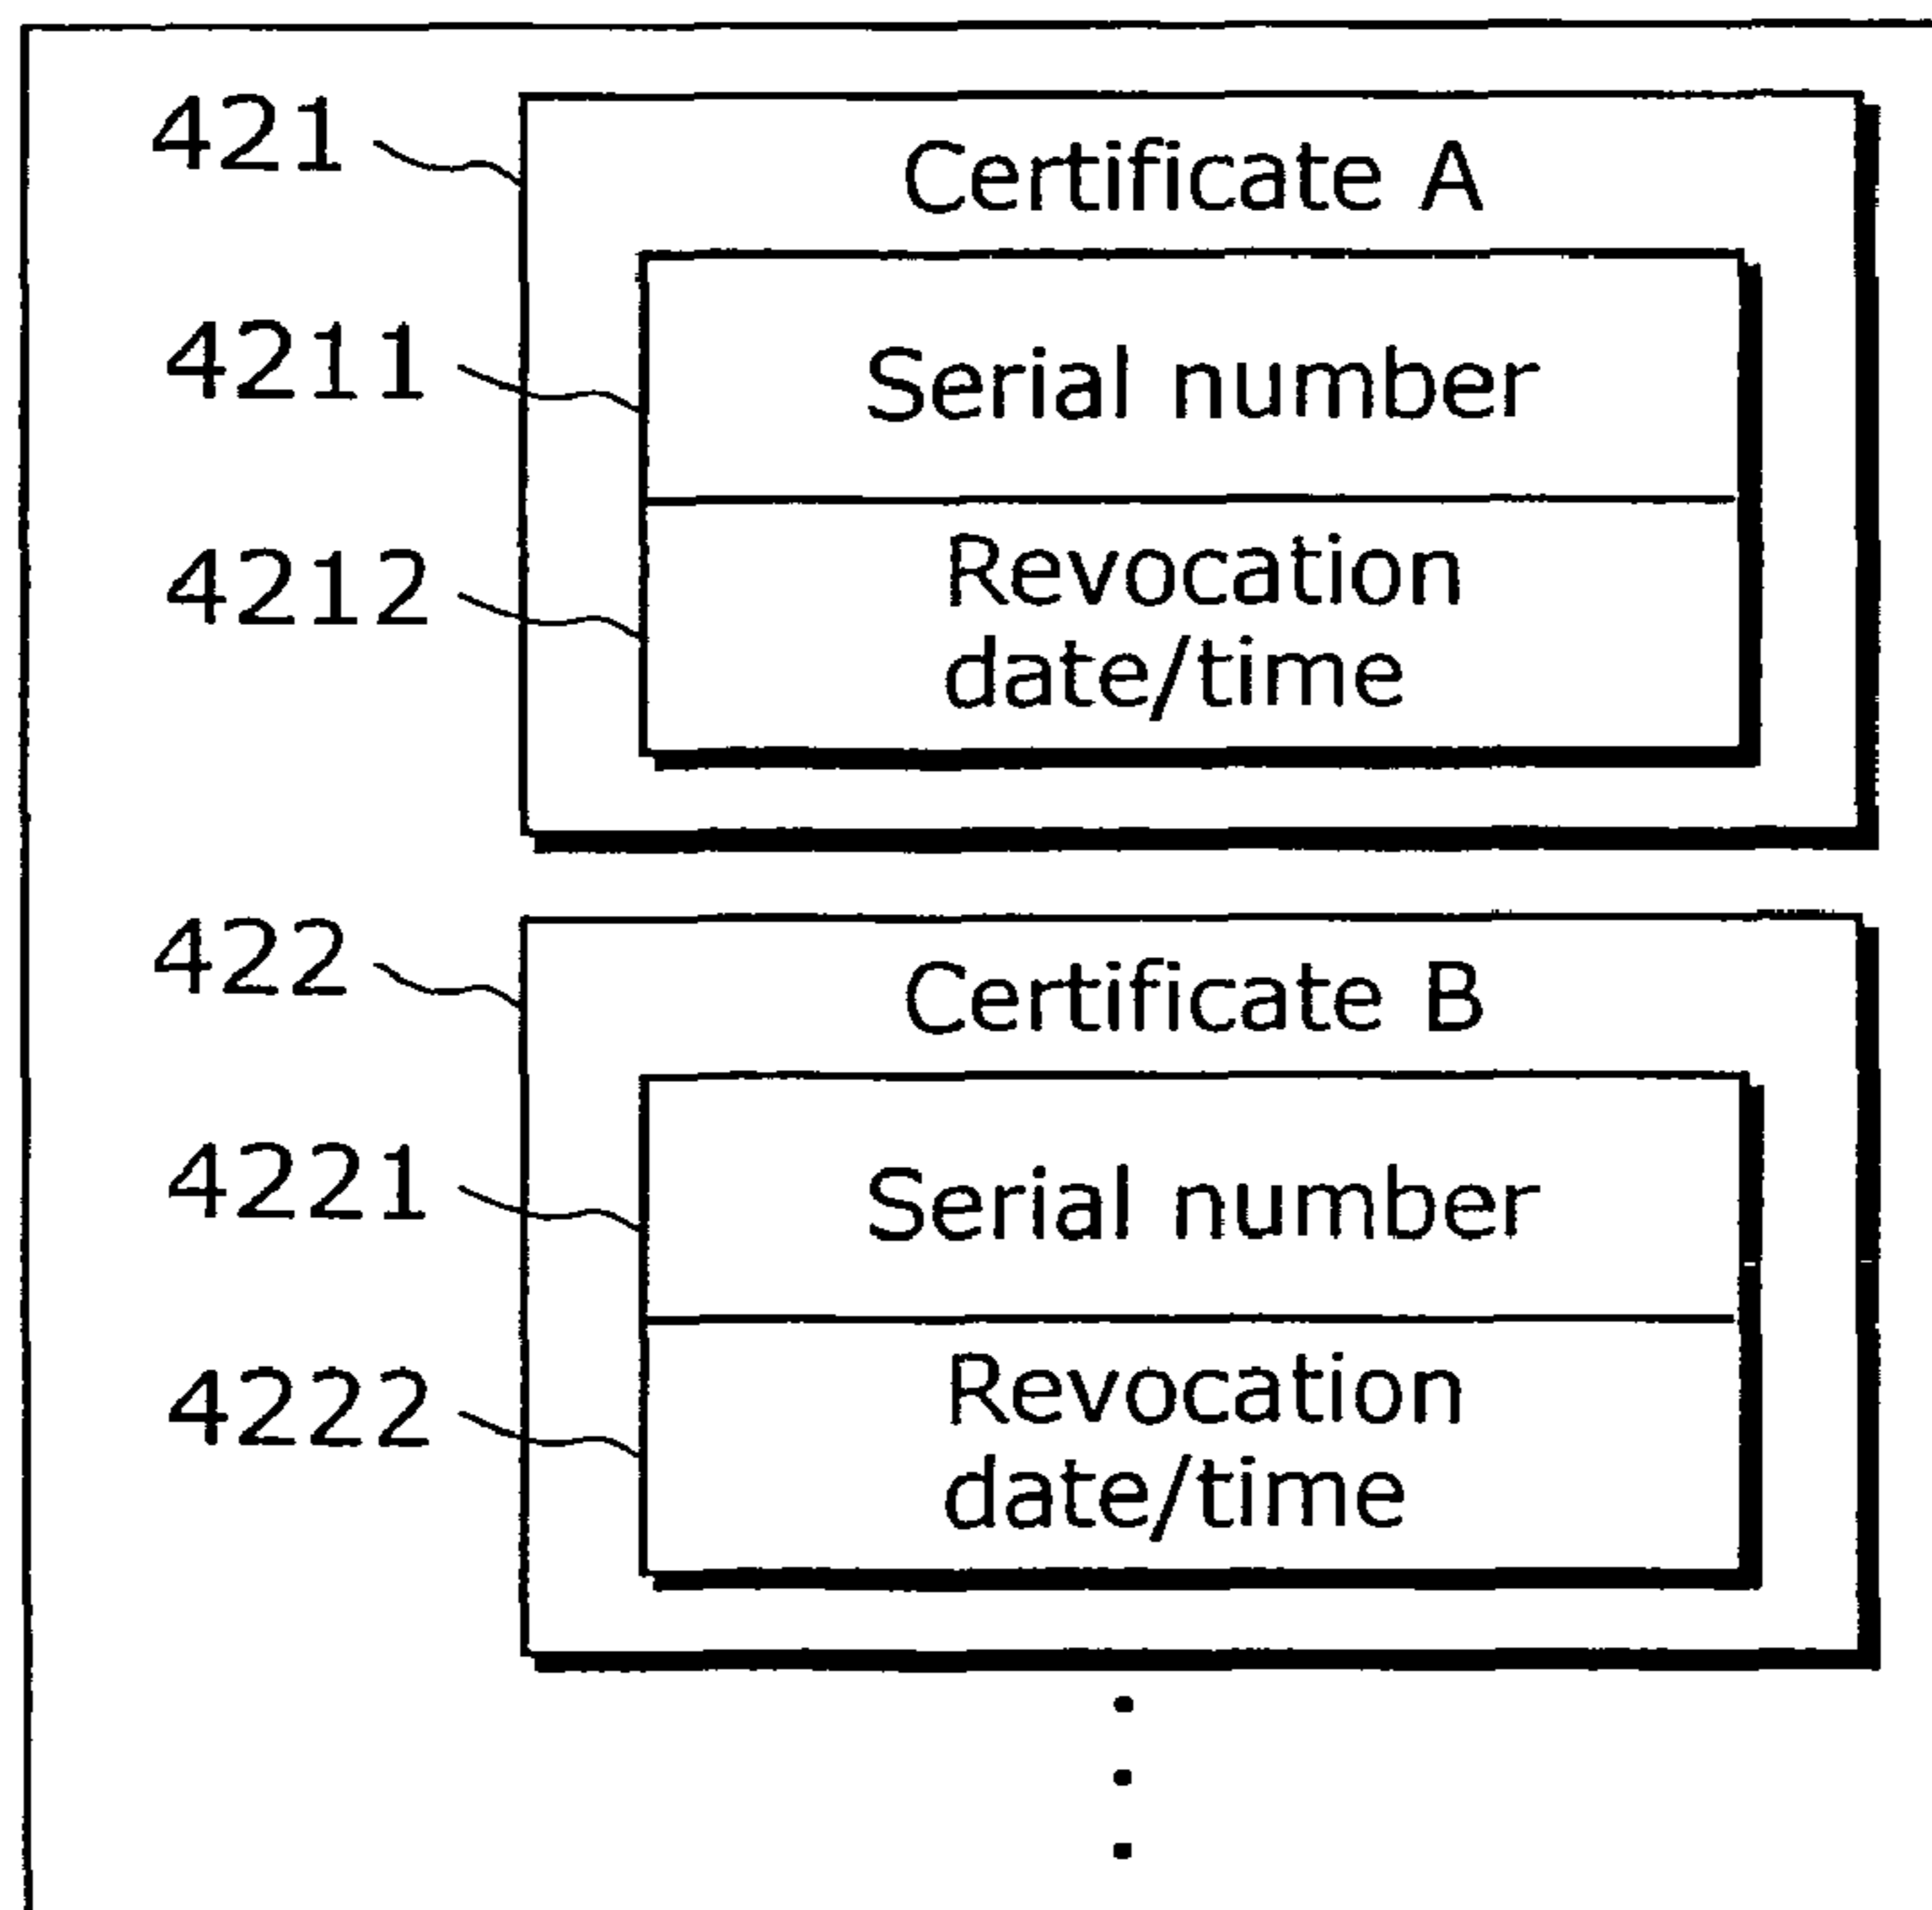 421
Certificate A
4211
Serial number
4212
Revocation
date/time
422
Certificate B
4221
Serial number
4222
Revocation
date/time